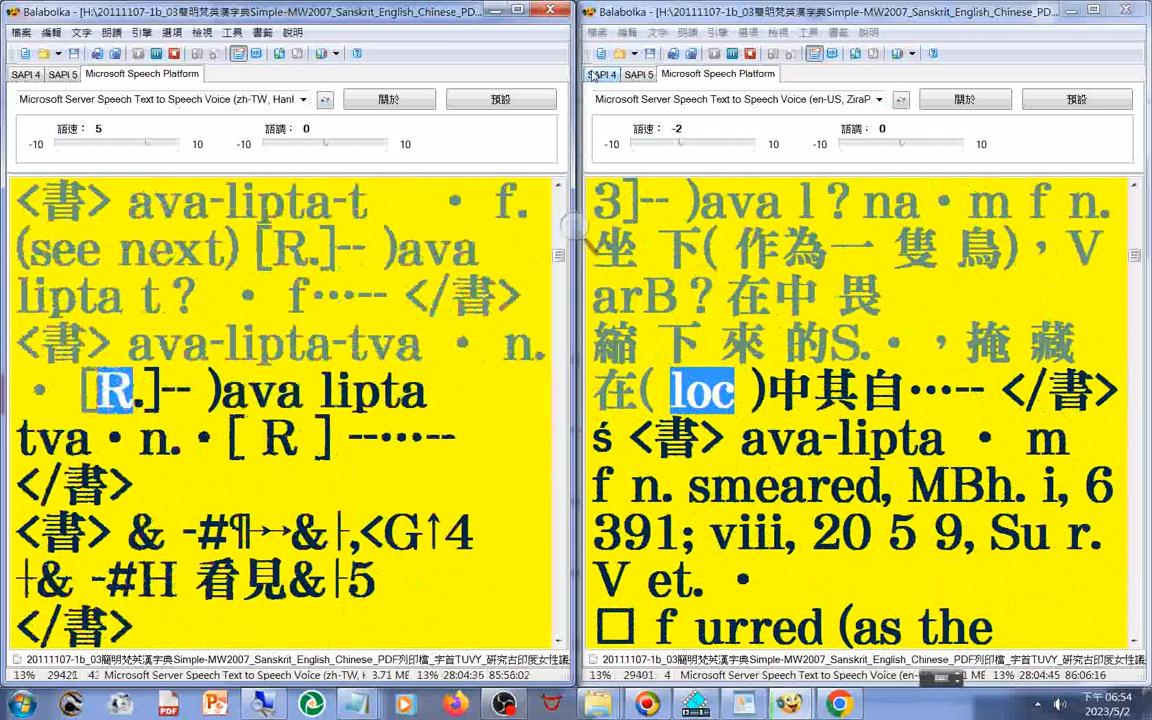 Balabolka - [H:\20111107-1b_03簡明梵英漢字典Simple-MW2007_Sanskrit_English_Chinese_PD...
檔案 編輯 文字 朗讀 引擎 選項 檢視 工具 書籤 說明
SAPI 4 SAPI 5 Microsoft Speech Platform
Microsoft Server Speech Text to Speech Voice (zh-TW, Hanl
關於 預設
語速： 5 語調： 0
-10 10 -10 10
<書> ava-lipta-t • f.
(see next) [R.]-- )ava
lipta t？ • f…-- </書>
<書> ava-lipta-tva • n.
• [R.]-- )ava lipta
tva • n. • [ R ] --…--
</書>
<書> & -#¶↔&├,<G↑4
├& -#H 看見&├5
</書>
20111107-1b_03簡明梵英漢字典Simple-MW2007_Sanskrit_English_Chinese_PDF列印檔_字首TUVY_研究古印度女性議
13% 29421 4: Microsoft Server Speech Text to Speech Voice (zh-TW, H 3.71 ME 13% 28:04:36 85:56:02
Balabolka - [H:\20111107-1b_03簡明梵英漢字典Simple-MW2007_Sanskrit_English_Chinese_PD...
檔案 編輯 文字 朗讀 引擎 選項 檢視 工具 書籤 說明
SAPI 4 SAPI 5 Microsoft Speech Platform
Microsoft Server Speech Text to Speech Voice (en-US, ZiraP
關於 預設
語速： -2 語調： 0
-10 10 -10 10
3]-- )ava l？na • m f n.
坐 下( 作為一 隻 鳥)，V
arB？在中 畏
縮 下 來 的S.•，掩 藏
在( loc )中其自…-- </書>
ś <書> ava-lipta • m
f n. smeared, MBh. i, 6
391; viii, 20 5 9, Su r.
V et. •
□ f urred (as the
20111107-1b_03簡明梵英漢字典Simple-MW2007_Sanskrit_English_Chinese_PDF列印檔_字首TUVY_研究古印度女性議
13% 29401 4 Microsoft Server Speech Text to Speech Voice ME 13% 28:04:45 86:06:16
下午 06:54
2023/5/2